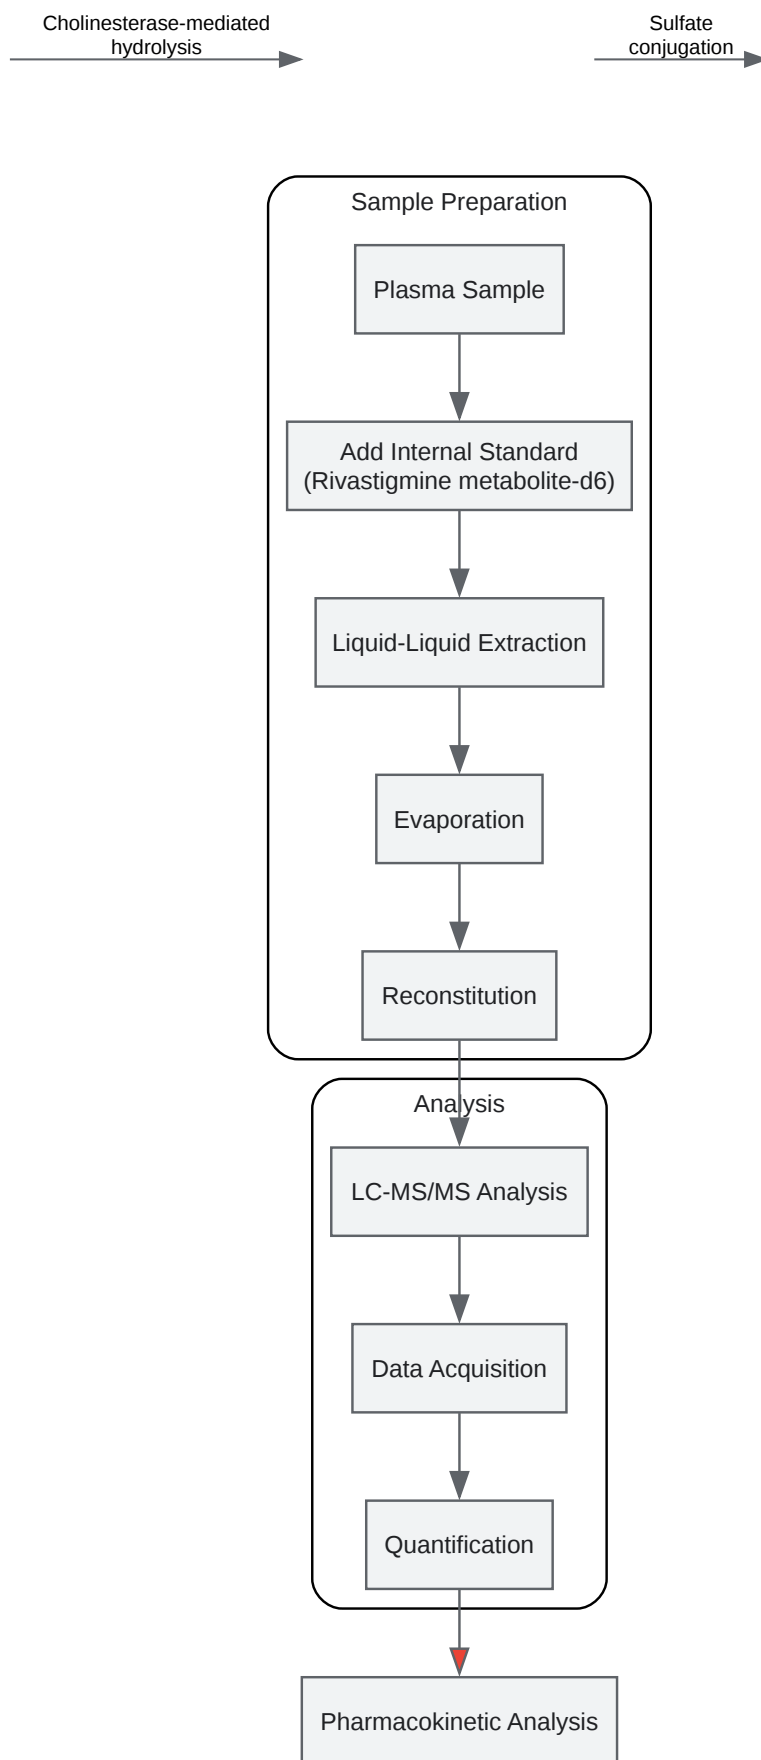 Cholinesterase-mediated
hydrolysis
Sulfate
conjugation
Sample Preparation
Plasma Sample
Add Internal Standard
(Rivastigmine metabolite-d6)
Liquid-Liquid Extraction
Evaporation
Reconstitution
Analysis
LC-MS/MS Analysis
Data Acquisition
Quantification
Pharmacokinetic Analysis